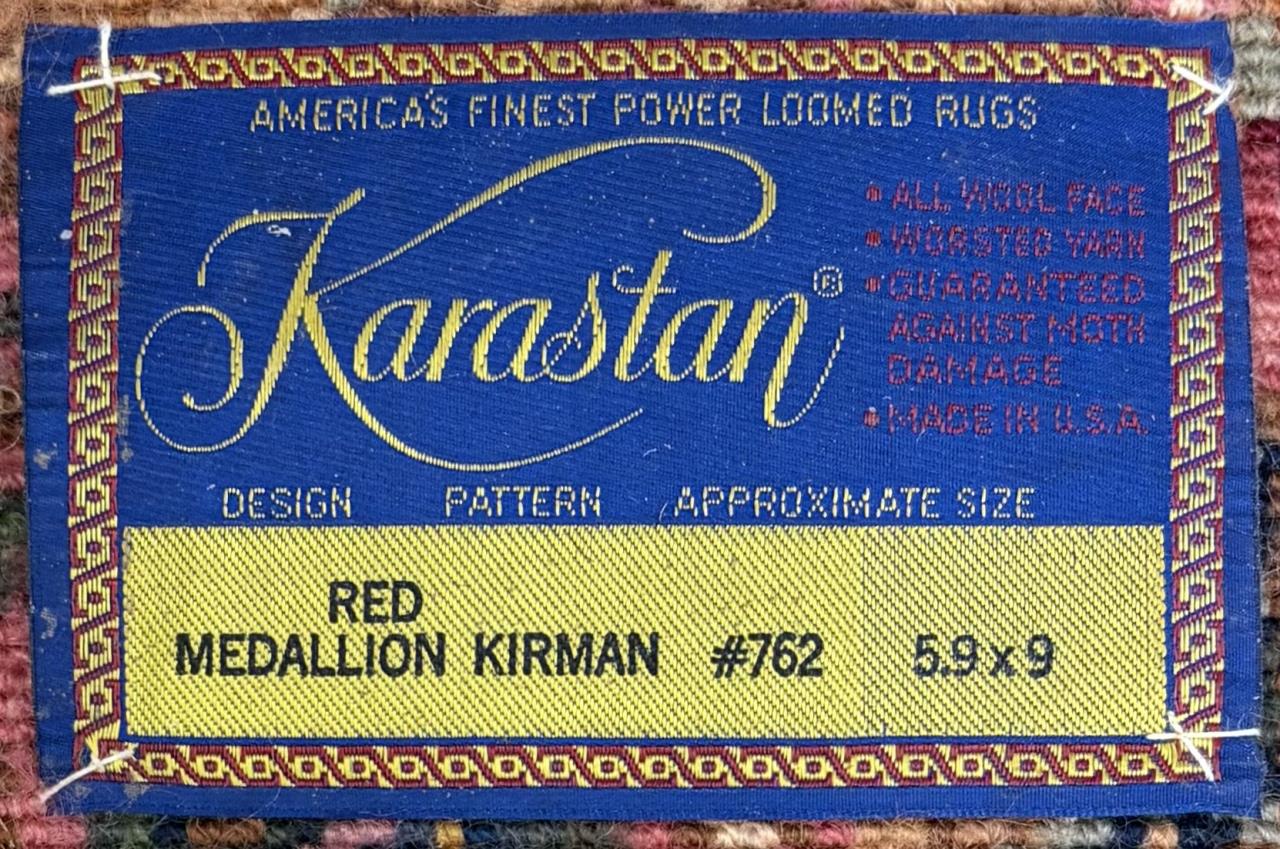 AMERICA'S FINEST POWER LOOMED RUGS
Karastan®
• ALL WOOL FACE
• WORSTED YARN
• GUARANTEED
AGAINST MOTH
DAMAGE
• MADE IN U.S.A.
DESIGN PATTERN APPROXIMATE SIZE
RED
MEDALLION KIRMAN #762 5.9 x 9